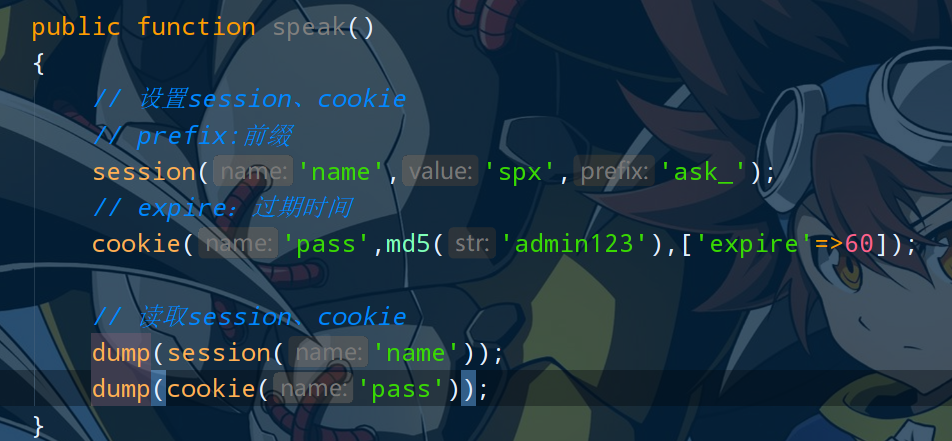 public function speak()
{
// 设置session、cookie
// prefix:前缀
session( name: 'name', value: 'spx', prefix: 'ask_');
// expire：过期时间
cookie( name: 'pass',md5( str: 'admin123'),['expire'=>60]);
// 读取session、cookie
dump(session( name: 'name'));
dump(cookie( name: 'pass'));
}